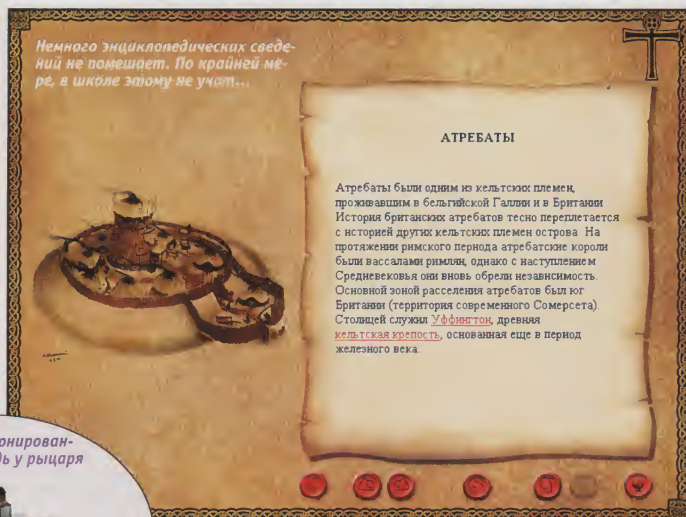 Немного энциклопедических сведе-
ний не помешает. По крайней ме-
ре, в школе этому не учат...
АТРЕБАТЫ
Атребаты были одним из кельтских племен,
проживавшим в бельгийской Галлии и в Британии
История британских атребатов тесно переплетается
с историей других кельтских племен острова. На
протяжении римского периода атребатские короли
были вассалами римлян, однако с наступлением
Средневековья они вновь обрели независимость.
Основной зоной расселения атребатов был юг
Британии (территория современного Сомерсета).
Столицей служил Уффингтон, древняя
кельтская крепость, основанная еще в период
железного века.
онирован-
дь у рыцаря